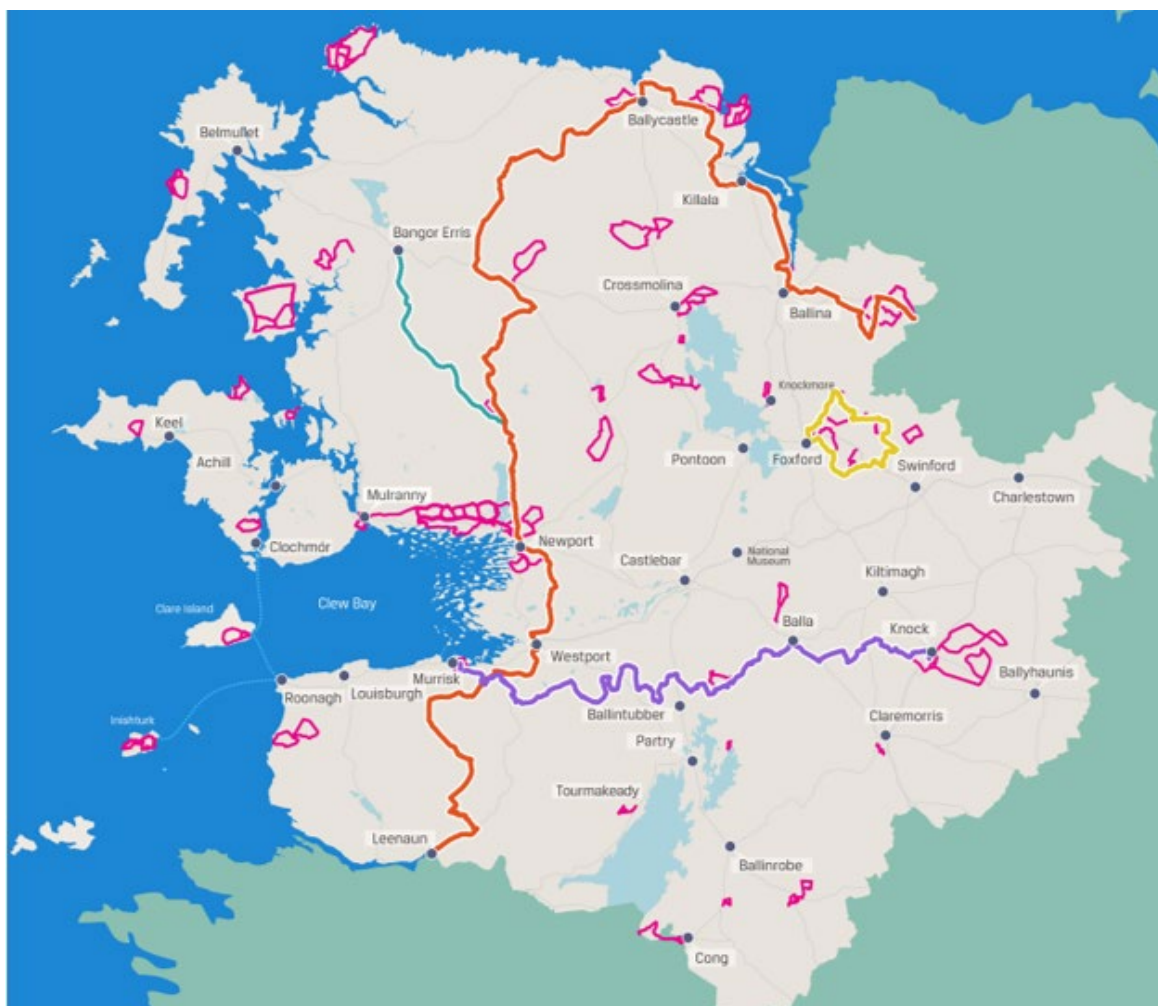 Ballycastle
Belmullet
Killala
Bangor Erris
Crossmolina
Ballina
Knockmore
Keel
Achill
Pontoon
Foxford
Swinford
Charlestown
Mulranny
Clochmór
Newport
Castlebar
National
Museum
Kiltimagh
Clare Island
Clew Bay
Balla
Knock
Westport
Murrisk
Louisburgh
Roonagh
Ballyhaunis
Ballintubber
Inishturk
Claremorris
Partry
Tourmakeady
Leenaun
Ballinrobe
Cong